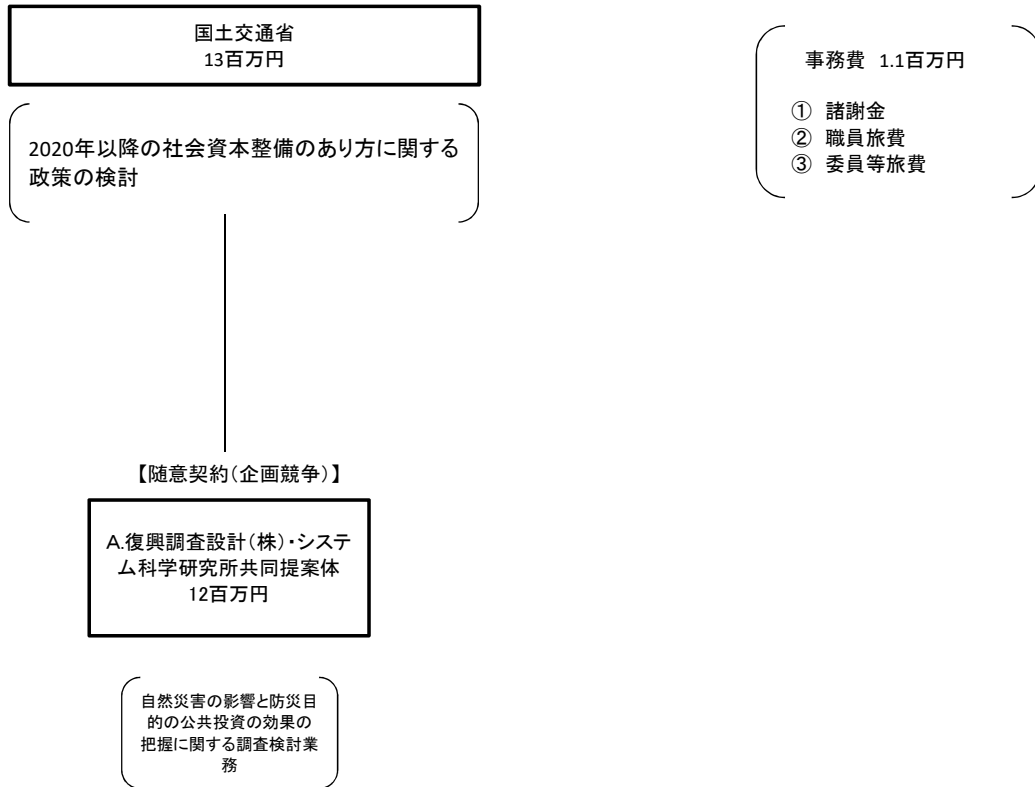 国土交通省
13百万円
2020年以降の社会資本整備のあり方に関する
政策の検討
事務費 1.1百万円
① 諸謝金
② 職員旅費
③ 委員等旅費
【随意契約(企画競争)】
A.復興調査設計(株)・システ
ム科学研究所共同提案体
12百万円
自然災害の影響と防災目
的の公共投資の効果の
把握に関する調査検討業
務